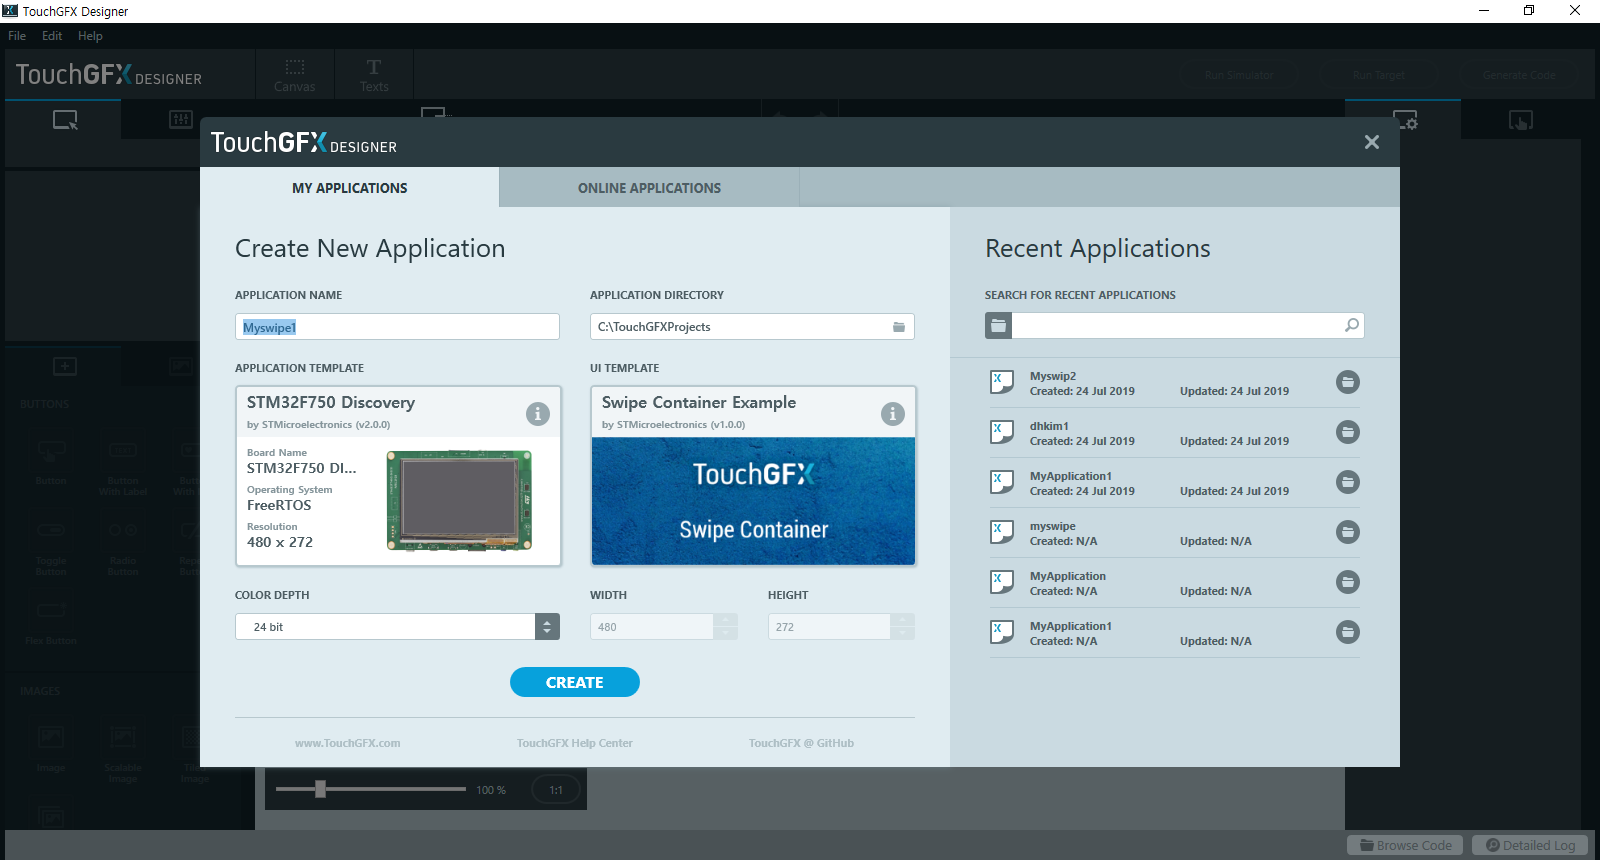 TouchGFX Designer
File Edit Help
TouchGFX DESIGNER
Canvas
Texts
Run Simulator
Run Target
Generate Code
TouchGFX DESIGNER
MY APPLICATIONS
ONLINE APPLICATIONS
Create New Application
APPLICATION NAME
Myswipe1
APPLICATION DIRECTORY
C:\TouchGFXProjects
APPLICATION TEMPLATE
STM32F750 Discovery
by STMicroelectronics (v2.0.0)
Board Name
STM32F750 DI...
Operating System
FreeRTOS
Resolution
480 x 272
UI TEMPLATE
Swipe Container Example
by STMicroelectronics (v1.0.0)
TouchGFX
Swipe Container
COLOR DEPTH
24 bit
WIDTH
480
HEIGHT
272
CREATE
www.TouchGFX.com
TouchGFX Help Center
TouchGFX @ GitHub
Recent Applications
SEARCH FOR RECENT APPLICATIONS
Myswip2
Created: 24 Jul 2019 Updated: 24 Jul 2019
dhkim1
Created: 24 Jul 2019 Updated: 24 Jul 2019
MyApplication1
Created: 24 Jul 2019 Updated: 24 Jul 2019
myswipe
Created: N/A Updated: N/A
MyApplication
Created: N/A Updated: N/A
MyApplication1
Created: N/A Updated: N/A
BUTTONS
Button
Button
With Label
Toggle
Button
Radio
Button
Flex Button
IMAGES
Image
Scalable
Image
Image
100 %
1:1
Browse Code
Detailed Log